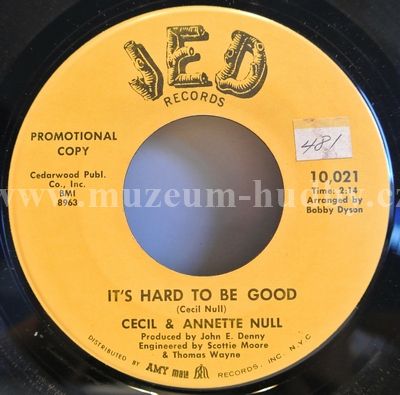 JED
RECORDS
PROMOTIONAL
COPY
Cedarwood Publ.
Co., Inc.
BMI
8963
481
10,021
Time: 2:14
Arranged by
Bobby Dyson
www.muzeum-hudby.cz
IT'S HARD TO BE GOOD
(Cecil Null)
CECIL & ANNETTE NULL
Produced by John E. Denny
Engineered by Scottie Moore
& Thomas Wayne
DISTRIBUTED BY AMY mala BELL RECORDS, INC. N.Y.C.